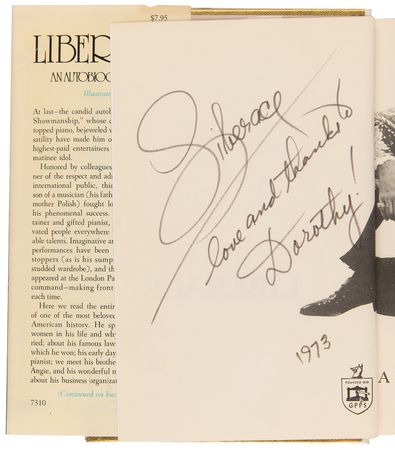 $7.95
LIBER
AN AUTOBIOG
Illustrate
At last—the candid autob
Showmanship," whose c
topped piano, bejeweled v
satility have made him o
highest-paid entertainers
matinee idol.
Honored by colleagues
ner of the respect and adr
international public, this
son of a musician (his fath
mother Polish) fought lo
his phenomenal success.
tainer and gifted pianist,
vated people everywhere
able talents. Imaginative ar
performances have been
stoppers (as is his sump
studded wardrobe), and th
appeared at the London Pa
command—making front
each time.
Here we read the entir
of one of the most belove
American history. He sp
women in his life and why
ried; about his famous law
which he won; his early day
pianist; we meet his brothe
Angie, and his wonderful n
about his business organizat
(Continued on bac
7310
Liberace
love and thanks to
Dorothy!
1973
A
FOUNDED 1838
GPPS